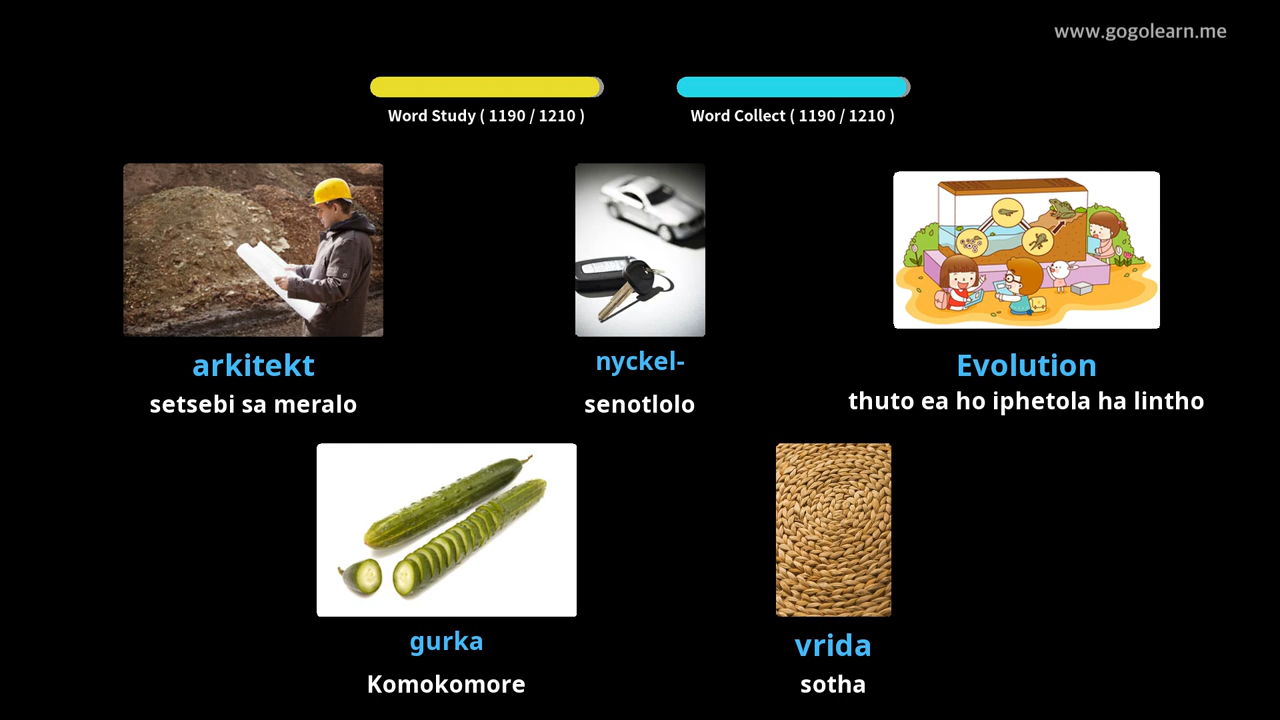 www.gogolearn.me
Word Study ( 1190 / 1210 )
Word Collect ( 1190 / 1210 )
arkitekt
setsebi sa meralo
nyckel-
senotlolo
Evolution
thuto ea ho iphetola ha lintho
gurka
Komokomore
vrida
sotha